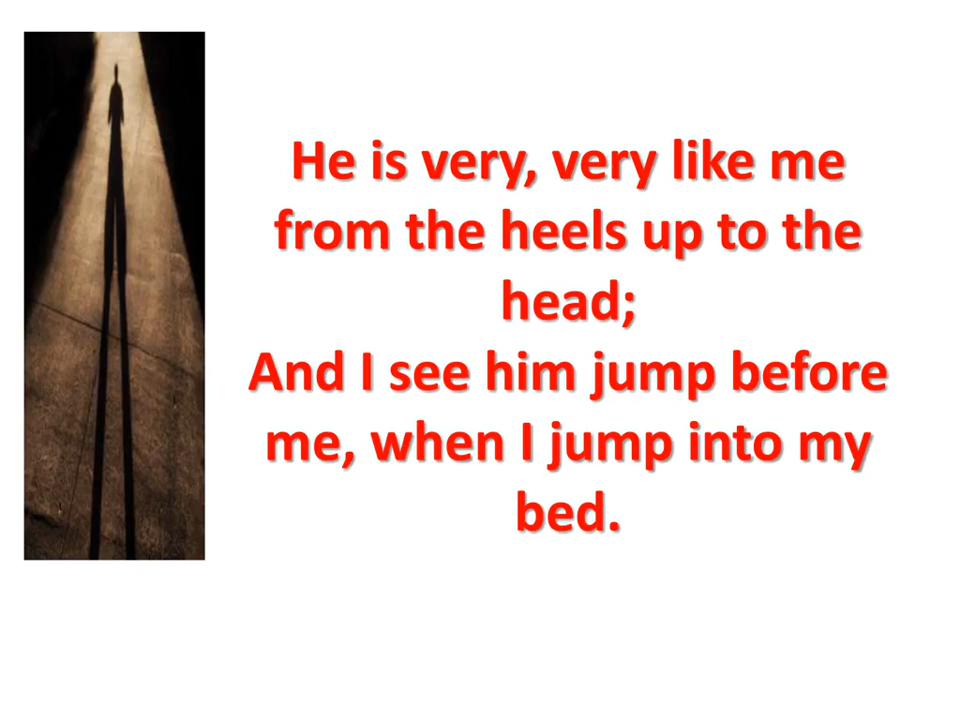 He is very, very like me
from the heels up to the
head;
And I see him jump before
me, when I jump into my
bed.